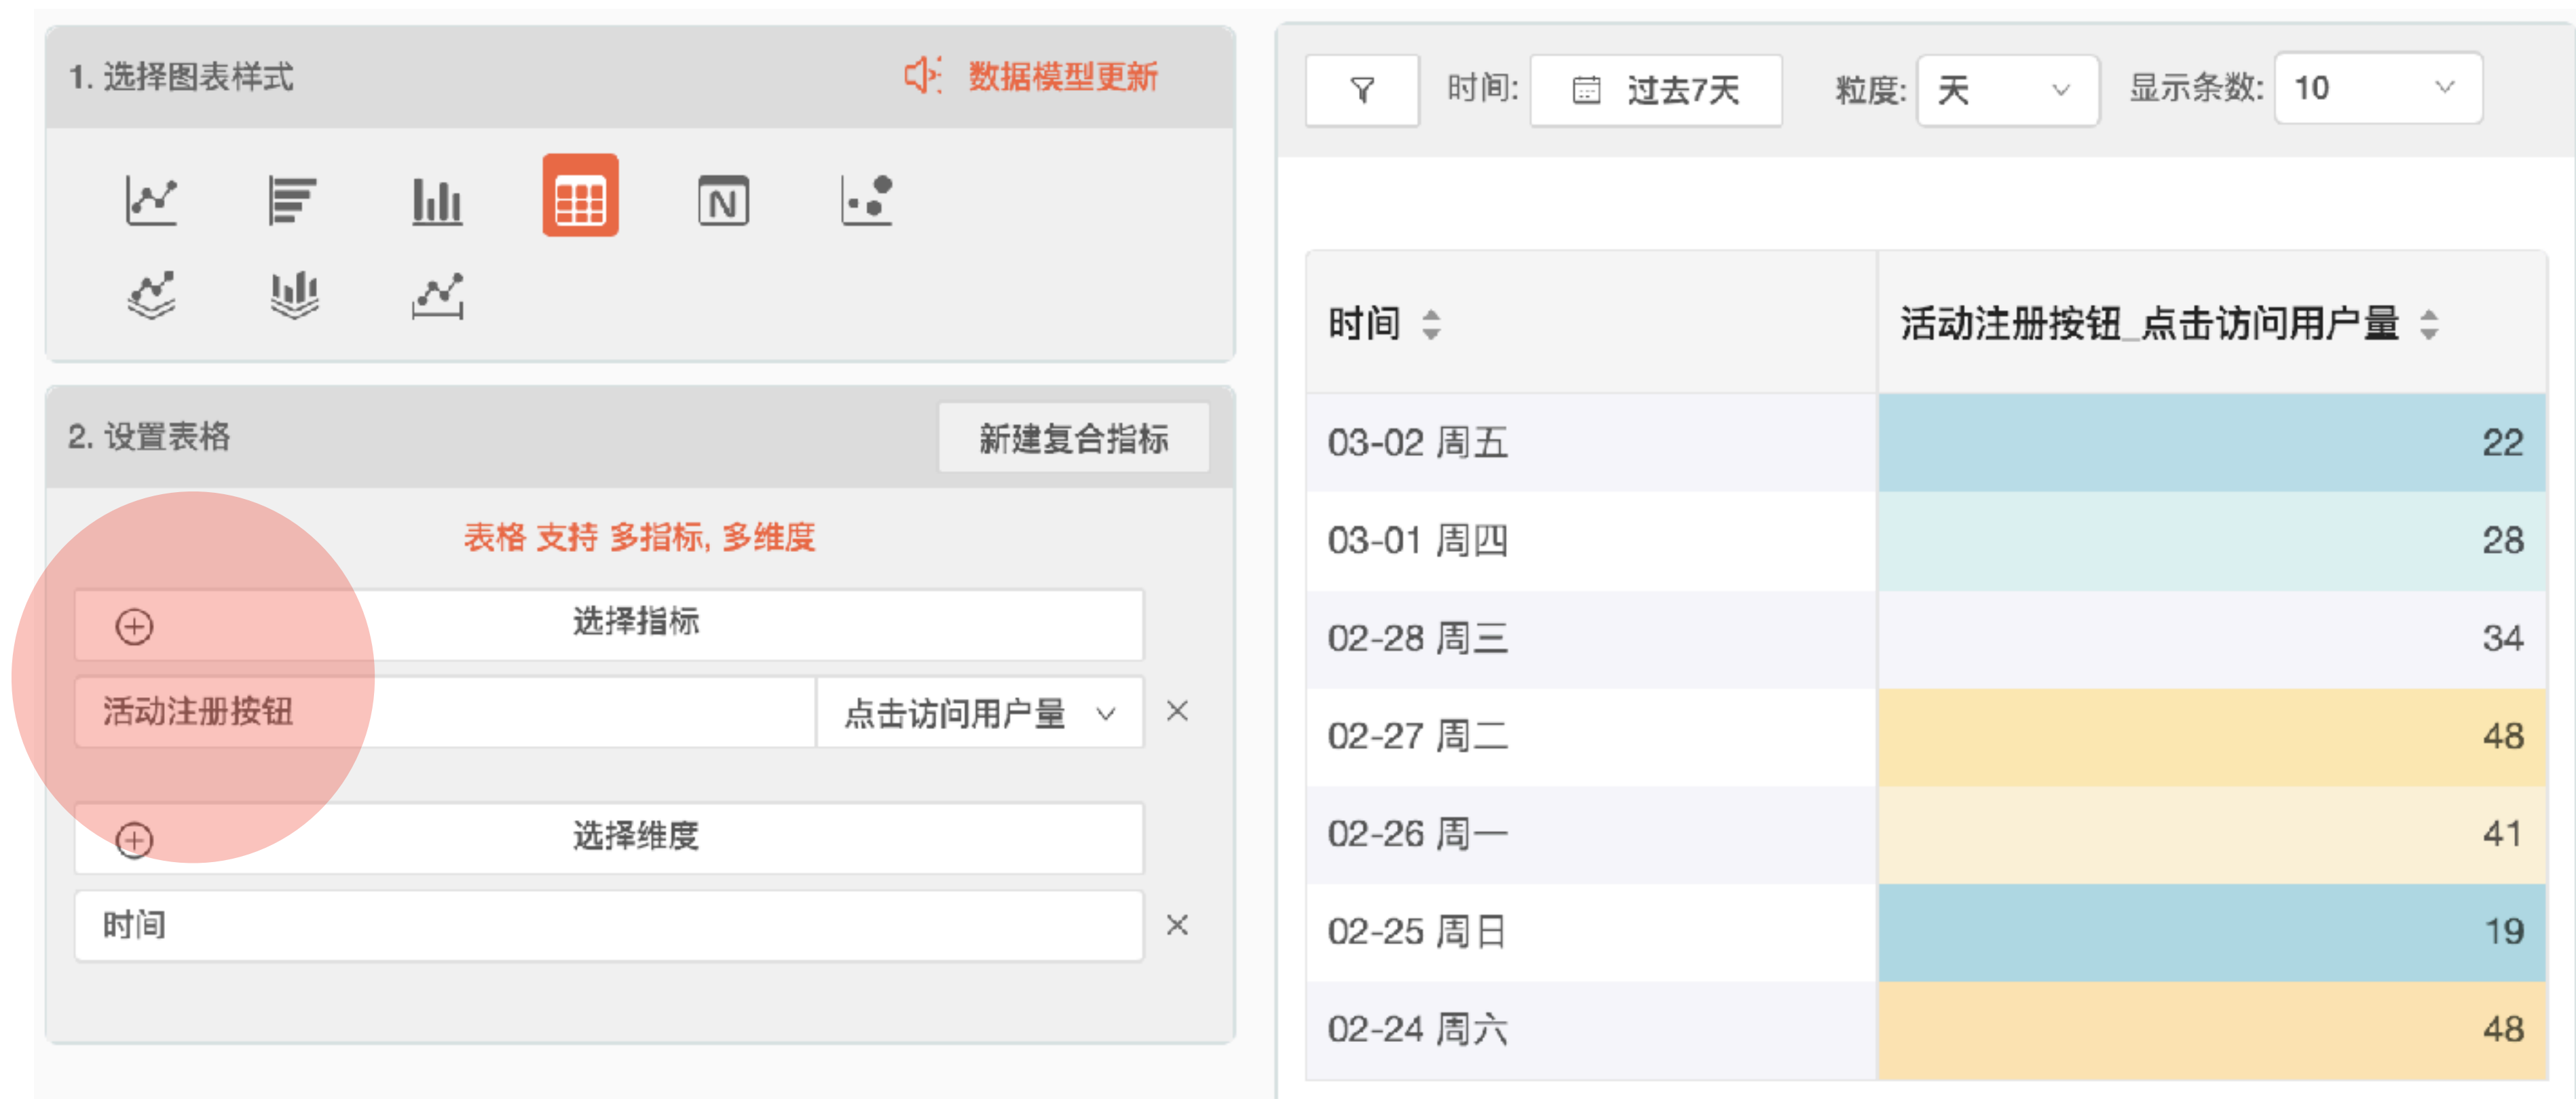 1. 选择图表样式
数据模型更新
N
2. 设置表格
新建复合指标
表格 支持 多指标, 多维度
选择指标
活动注册按钮
点击访问用户量
选择维度
时间
时间: 过去7天 粒度: 天 显示条数: 10
时间 活动注册按钮_点击访问用户量
03-02 周五 22
03-01 周四 28
02-28 周三 34
02-27 周二 48
02-26 周一 41
02-25 周日 19
02-24 周六 48